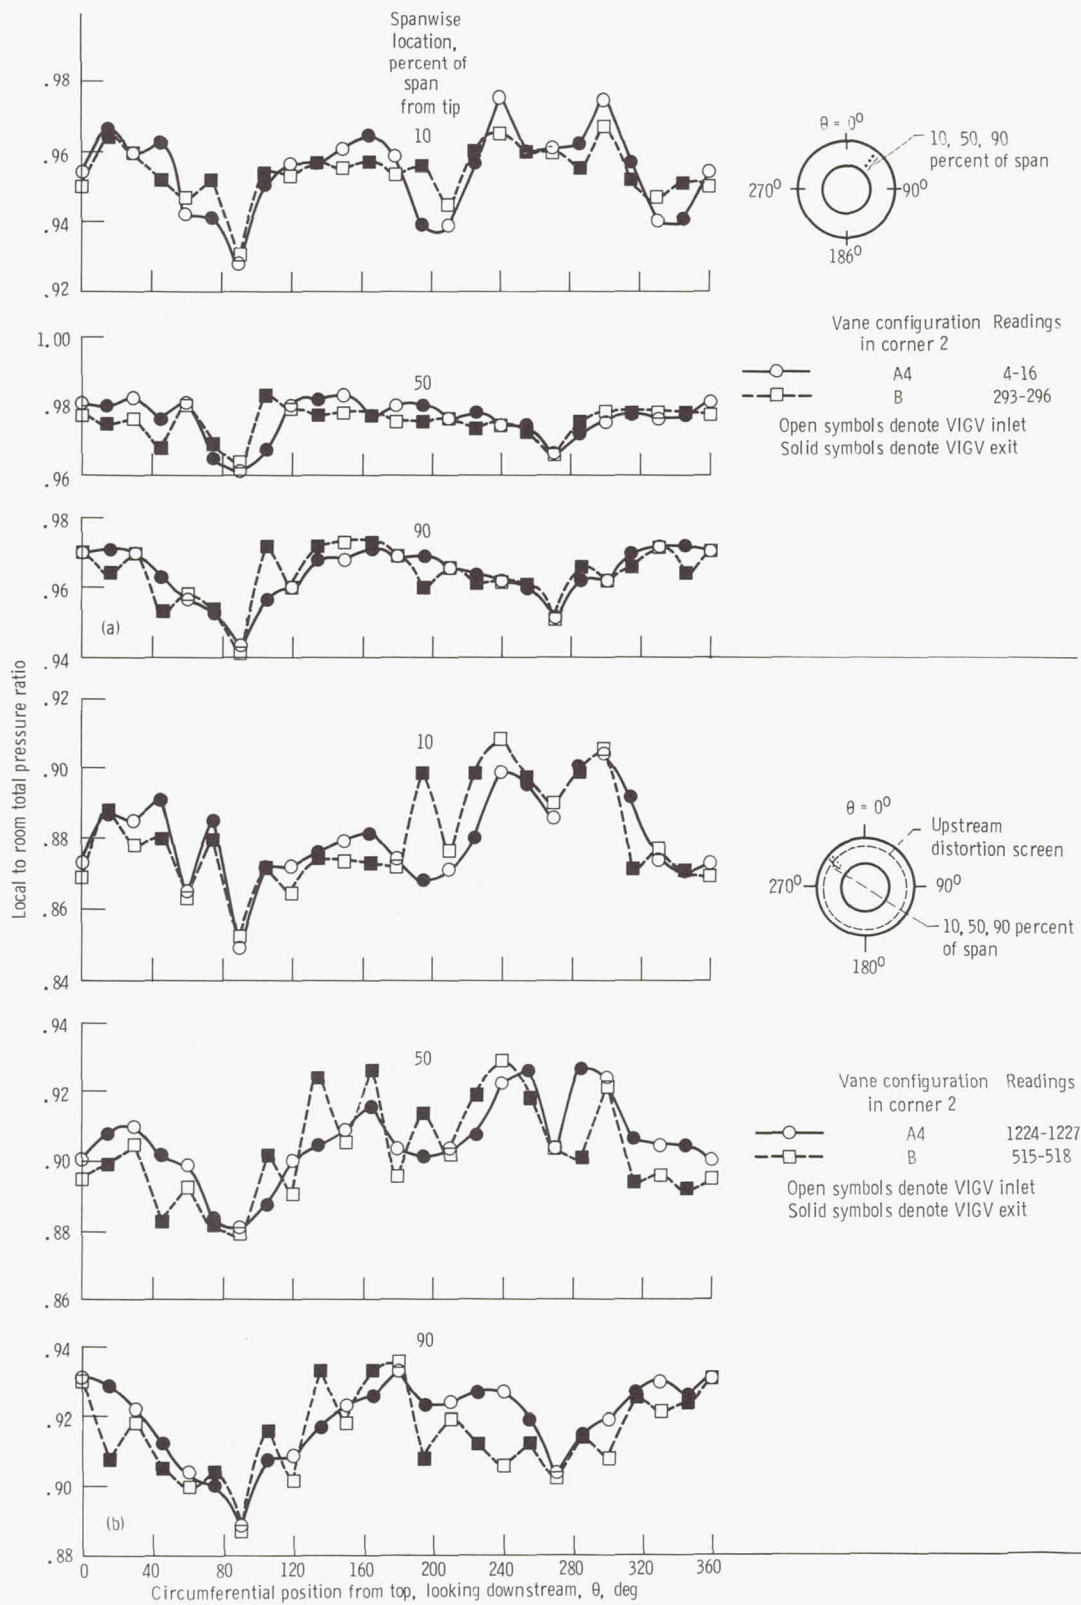 Spanwise
location,
percent of
span
from tip
.98
10
.96
.94
.92
θ = 0°
10, 50, 90
percent of span
270°
90°
186°
1.00
50
.98
.96
Vane configuration Readings
in corner 2
A4 4-16
B 293-296
Open symbols denote VIGV inlet
Solid symbols denote VIGV exit
.98
90
.96
(a)
.94
Local to room total pressure ratio
.92
10
.90
.88
.86
.84
θ = 0°
Upstream
distortion screen
270°
90°
10, 50, 90 percent
of span
180°
.94
50
.92
.90
.88
.86
Vane configuration Readings
in corner 2
A4 1224-1227
B 515-518
Open symbols denote VIGV inlet
Solid symbols denote VIGV exit
90
.94
.92
.90
(b)
.88
0 40 80 120 160 200 240 280 320 360
Circumferential position from top, looking downstream, θ, deg